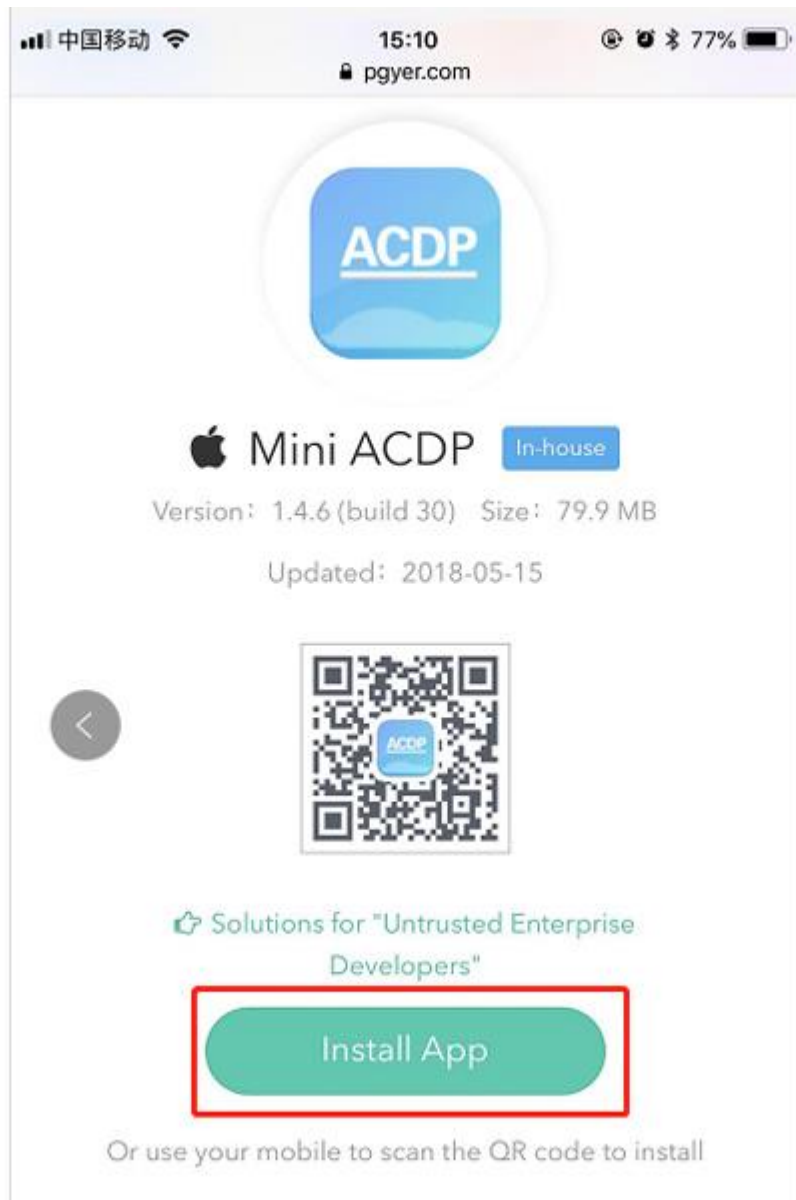 中国移动 15:10 77%
pgyer.com
ACDP
Mini ACDP In-house
Version：1.4.6 (build 30) Size：79.9 MB
Updated：2018-05-15
ACDP
Solutions for "Untrusted Enterprise
Developers"
Install App
Or use your mobile to scan the QR code to install